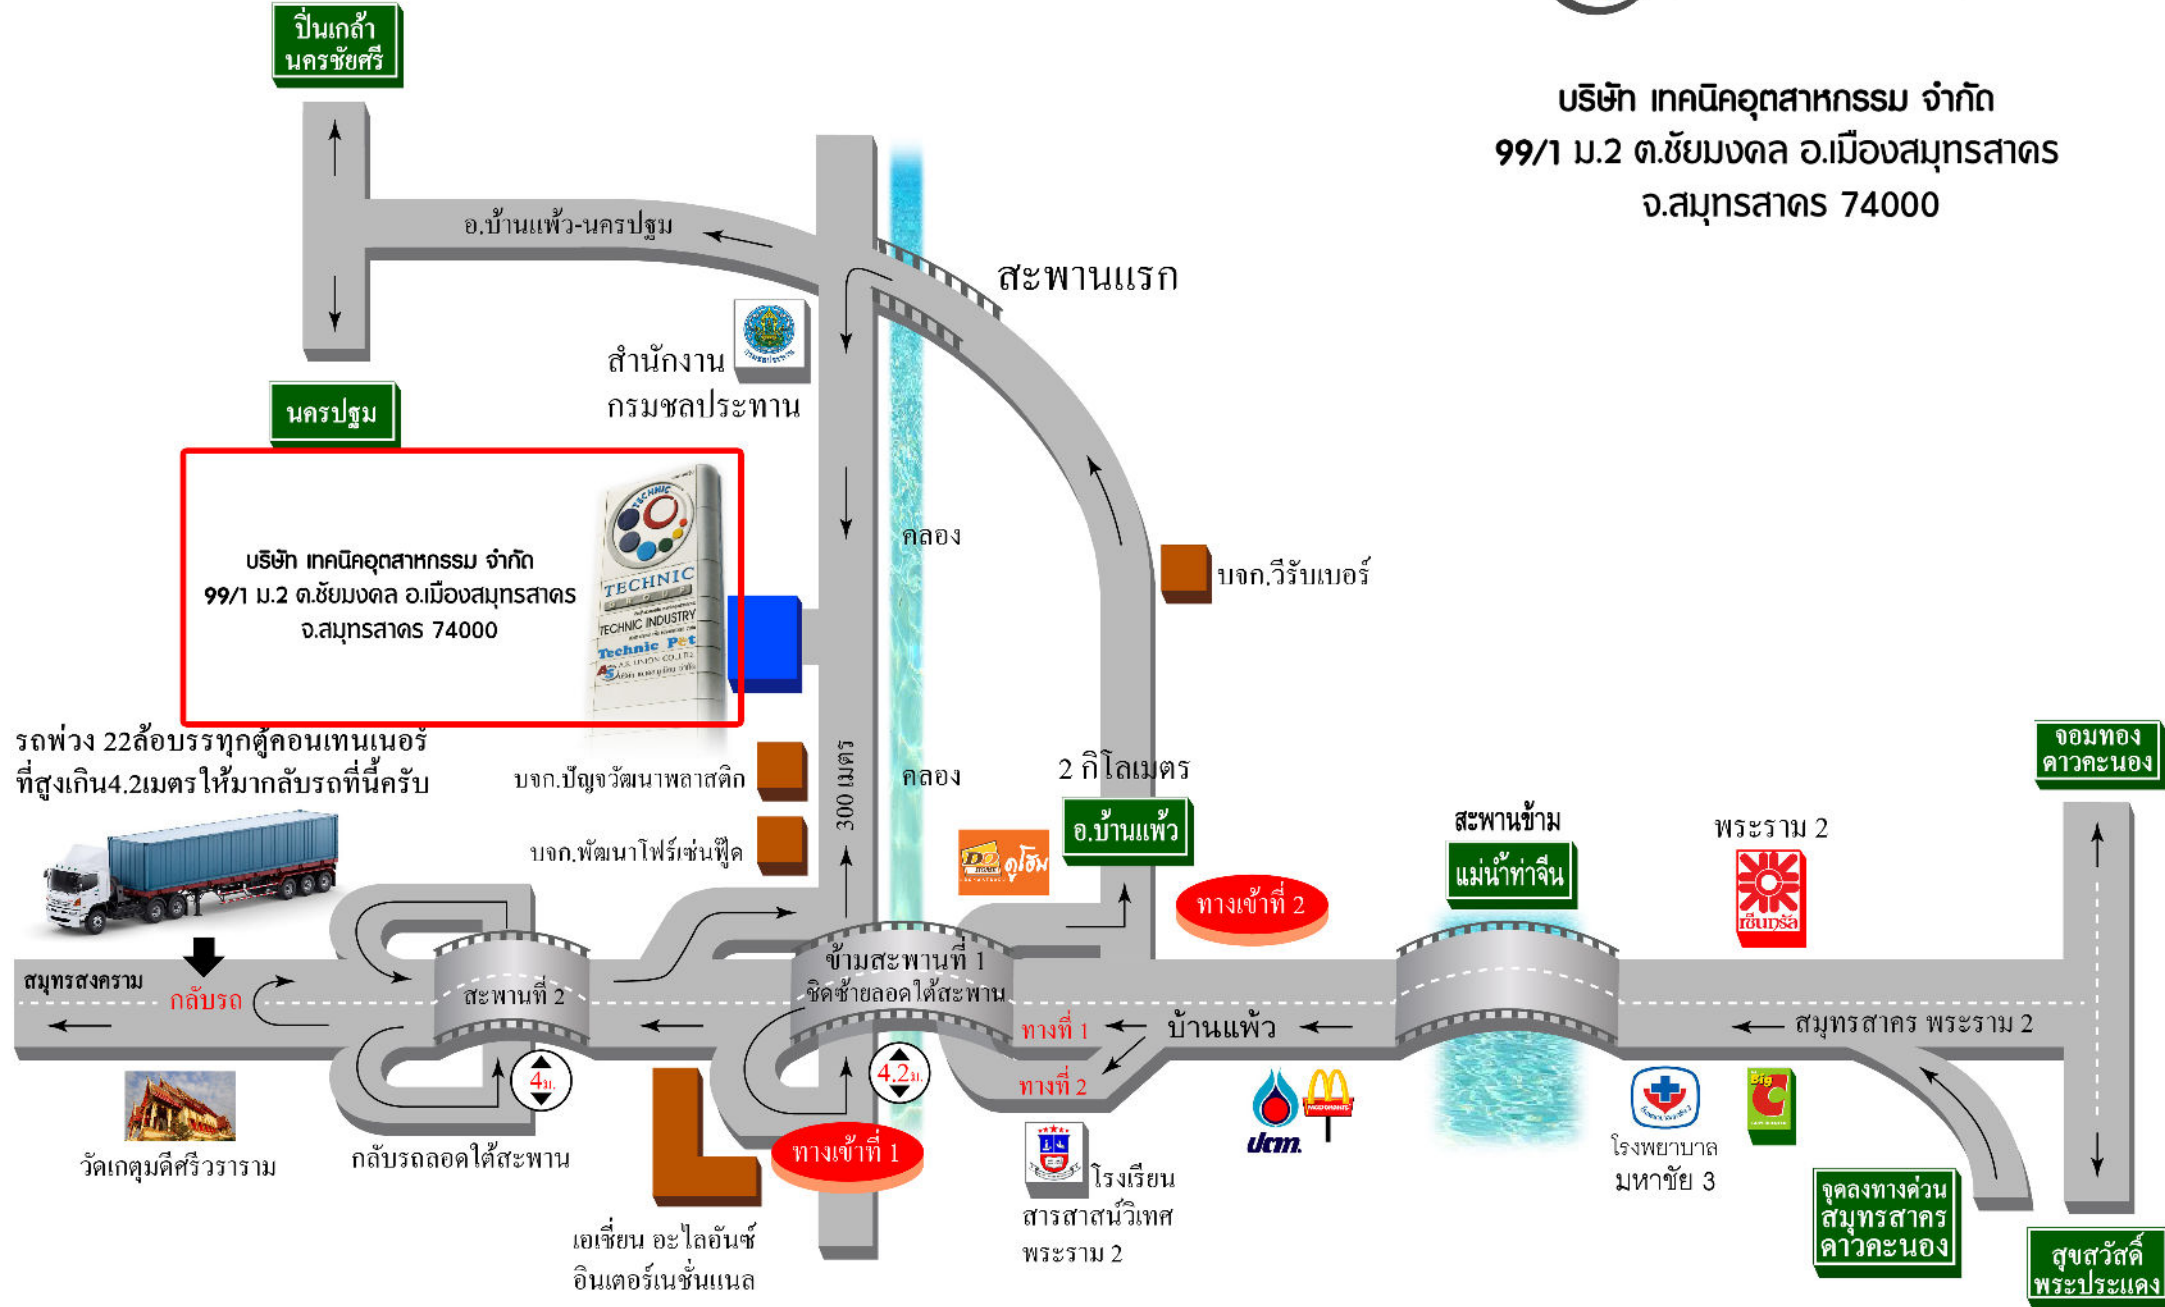 ปิ่นเกล้า
นครชัยศรี
บริษัท เทคนิคอุตสาหกรรม จำกัด
99/1 ม.2 ต.ชัยมงคล อ.เมืองสมุทรสาคร
จ.สมุทรสาคร 74000
อ.บ้านแพ้ว-นครปฐม
สะพานแรก
สำนักงาน
กรมชลประทาน
นครปฐม
บริษัท เทคนิคอุตสาหกรรม จำกัด
99/1 ม.2 ต.ชัยมงคล อ.เมืองสมุทรสาคร
จ.สมุทรสาคร 74000
TECHNIC
TECHNIC
GROUP
TECHNIC INDUSTRY
Technic Pet
A.S. UNION CO.,LTD.
คลอง
บจก.วีรับเบอร์
รถพ่วง 22ล้อบรรทุกตู้คอนเทนเนอร์
ที่สูงเกิน4.2เมตรให้มากลับรถที่นี้ครับ
บจก.ปัญจวัฒนาพลาสติก
บจก.พัฒนาโฟร์เซ่นฟู๊ด
300 เมตร
คลอง
2 กิโลเมตร
อ.บ้านแพ้ว
DO
HOME
ดูโฮม
ทางเข้าที่ 2
สะพานข้าม
แม่น้ำท่าจีน
พระราม 2
เซ็นทรัล
จอมทอง
ดาวคะนอง
สมุทรสงคราม
กลับรถ
สะพานที่ 2
ข้ามสะพานที่ 1
ชิดซ้ายลอดใต้สะพาน
ทางที่ 1
บ้านแพ้ว
สมุทรสาคร พระราม 2
ทางที่ 2
4ม.
4.2ม.
วัดเกตุมดีศรีวราราม
กลับรถลอดใต้สะพาน
ทางเข้าที่ 1
เอเชี่ยน อะไลอันซ์
อินเตอร์เนชั่นแนล
โรงเรียน
สารสาสน์วิเทศ
พระราม 2
ปตท.
McDonald's
โรงพยาบาล
มหาชัย 3
Big
C
จุดลงทางด่วน
สมุทรสาคร
ดาวคะนอง
สุขสวัสดิ์
พระประแดง